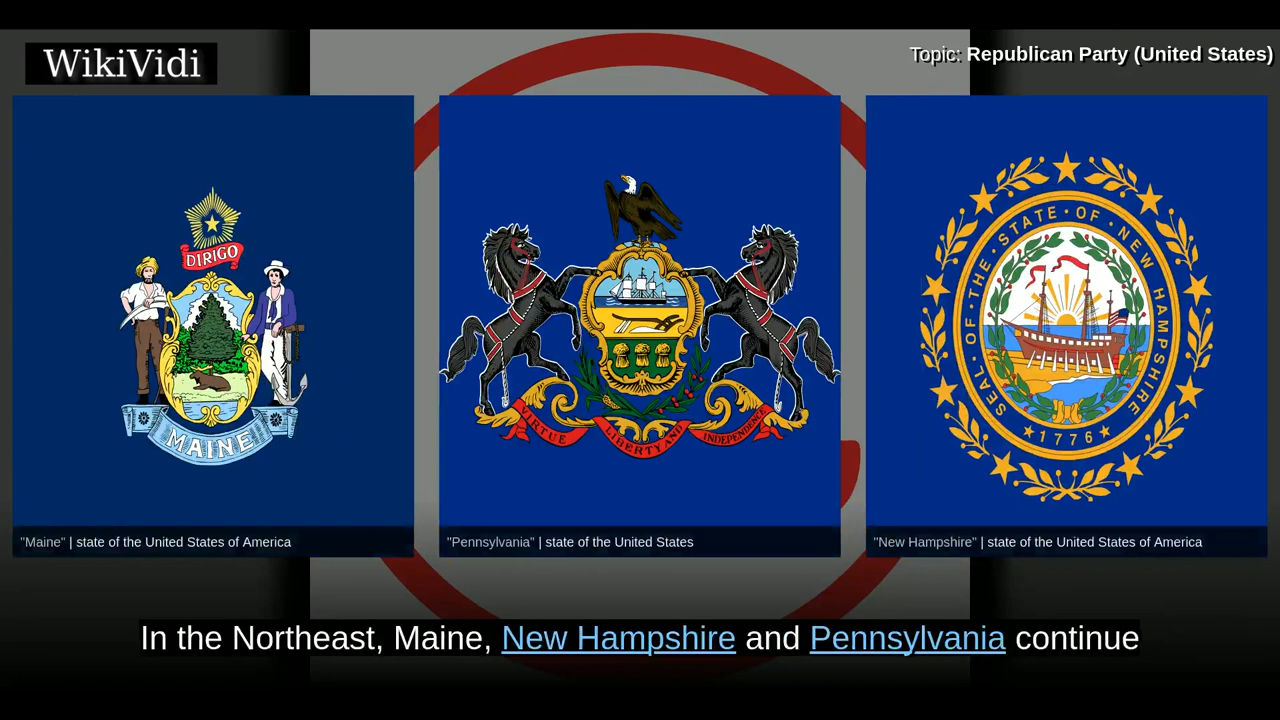 WikiVidi
Topic: Republican Party (United States)
DIRIGO
MAINE
VIRTUE
LIBERTY AND
INDEPENDENCE
SEAL · OF · THE · STATE · OF · NEW HAMPSHIRE
★1776★
"Maine" | state of the United States of America
"Pennsylvania" | state of the United States
"New Hampshire" | state of the United States of America
In the Northeast, Maine, New Hampshire and Pennsylvania continue